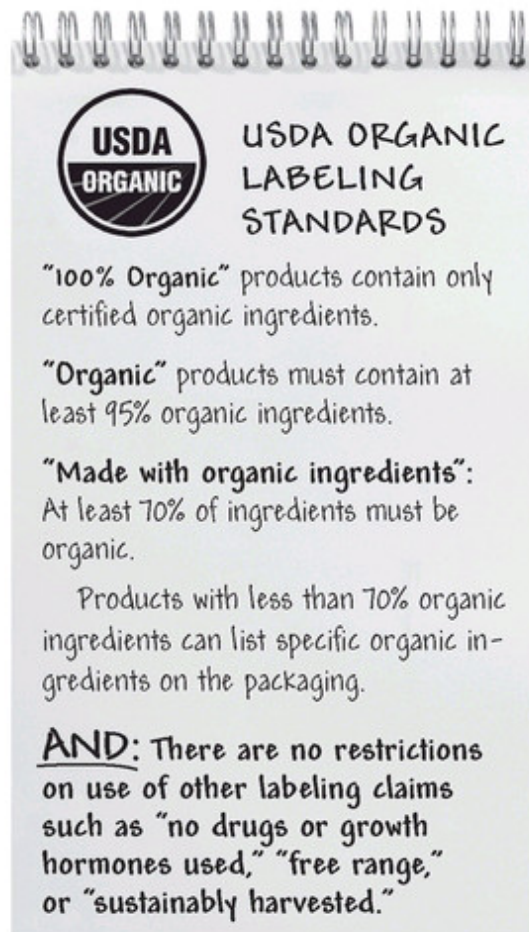 USDA
ORGANIC
USDA ORGANIC
LABELING
STANDARDS
"100% Organic" products contain only
certified organic ingredients.
"Organic" products must contain at
least 95% organic ingredients.
"Made with organic ingredients":
At least 70% of ingredients must be
organic.
Products with less than 70% organic
ingredients can list specific organic in-
gredients on the packaging.
AND: There are no restrictions
on use of other labeling claims
such as "no drugs or growth
hormones used," "free range,"
or "sustainably harvested."